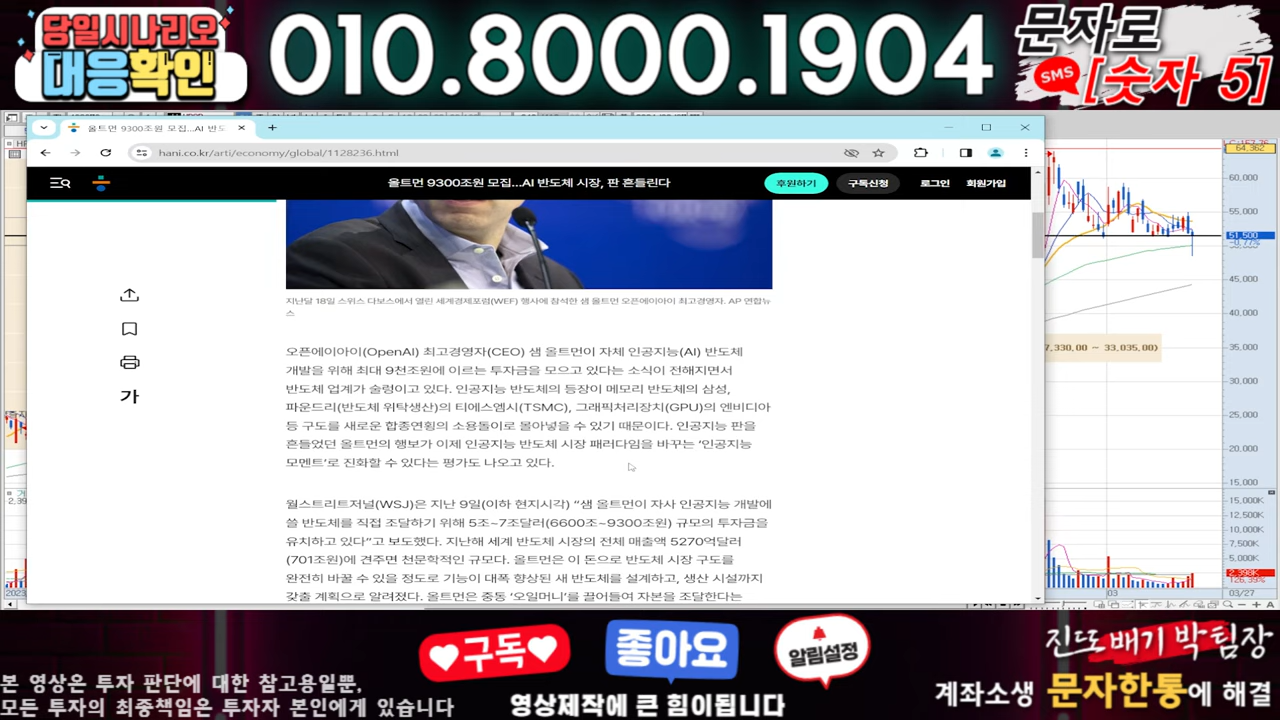 당일시나리오
대응확인
010.8000.1904
문자로
SMS
[숫자 5]
올트먼 9300조원 모집...AI 반도
hani.co.kr/arti/economy/global/1128236.html
올트먼 9300조원 모집...AI 반도체 시장, 판 흔들린다
후원하기
구독신청
로그인
회원가입
가
지난달 18일 스위스 다보스에서 열린 세계경제포럼(WEF) 행사에 참석한 샘 올트먼 오픈에이아이 최고경영자. AP 연합뉴
스
오픈에이아이(OpenAI) 최고경영자(CEO) 샘 올트먼이 자체 인공지능(AI) 반도체
개발을 위해 최대 9천조원에 이르는 투자금을 모으고 있다는 소식이 전해지면서
반도체 업계가 술렁이고 있다. 인공지능 반도체의 등장이 메모리 반도체의 삼성,
파운드리(반도체 위탁생산)의 티에스엠시(TSMC), 그래픽처리장치(GPU)의 엔비디아
등 구도를 새로운 합종연횡의 소용돌이로 몰아넣을 수 있기 때문이다. 인공지능 판을
흔들었던 올트먼의 행보가 이제 인공지능 반도체 시장 패러다임을 바꾸는 ‘인공지능
모멘트’로 진화할 수 있다는 평가도 나오고 있다.
월스트리트저널(WSJ)은 지난 9일(이하 현지시각) “샘 올트먼이 자사 인공지능 개발에
쓸 반도체를 직접 조달하기 위해 5조~7조달러(6600조~9300조원) 규모의 투자금을
유치하고 있다”고 보도했다. 지난해 세계 반도체 시장의 전체 매출액 5270억달러
(701조원)에 견주면 천문학적인 규모다. 올트먼은 이 돈으로 반도체 시장 구도를
완전히 바꿀 수 있을 정도로 기능이 대폭 향상된 새 반도체를 설계하고, 생산 시설까지
갖출 계획으로 알려졌다. 올트먼은 중동 ‘오일머니’를 끌어들여 자본을 조달한다는
64,362
60,000
55,000
51,500
-0.77%
45,000
40,000
7,330,00 ~ 33,035,00)
35,000
30,000
25,000
20,000
15,000
15,000K
12,500K
10,000K
7,500K
5,000K
2,998K
126.39%
2023
03
03/27
구독
좋아요
알림설정
영상제작에 큰 힘이됩니다
본 영상은 투자 판단에 대한 참고용일뿐,
모든 투자의 최종책임은 투자자 본인에게 있습니다
진또배기 박팀장
계좌소생 문자한통에 해결